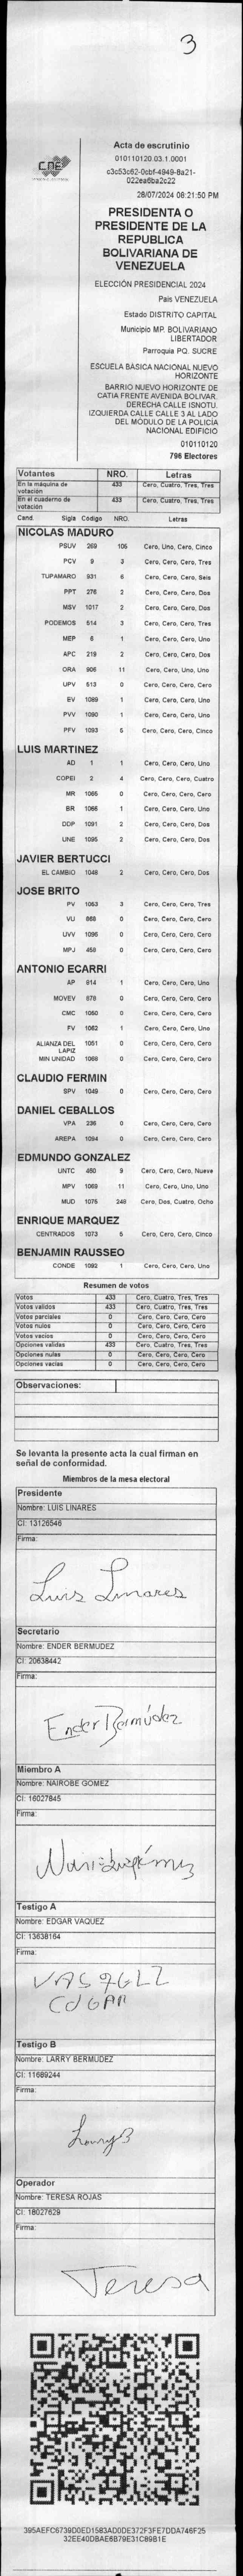 3
CNE
Acta de escrutinio
010110120.03.1.0001
c3c53c62-0cbf-4949-8a21-
022ea6ba2c22
28/07/2024 08:21:50 PM
PRESIDENTA O
PRESIDENTE DE LA
REPUBLICA
BOLIVARIANA DE
VENEZUELA
ELECCIÓN PRESIDENCIAL 2024
País VENEZUELA
Estado DISTRITO CAPITAL
Municipio MP. BOLIVARIANO
LIBERTADOR
Parroquia PQ. SUCRE
ESCUELA BÁSICA NACIONAL NUEVO
HORIZONTE
BARRIO NUEVO HORIZONTE DE
CATIA FRENTE AVENIDA BOLIVAR.
DERECHA CALLE ISNOTU.
IZQUIERDA CALLE CALLE 3 AL LADO
DEL MODULO DE LA POLICIA
NACIONAL EDIFICIO
010110120
796 Electores
Votantes NRO. Letras
En la máquina de votación 433 Cero, Cuatro, Tres, Tres
En el cuaderno de votación 433 Cero, Cuatro, Tres, Tres
Cand. Sigla Código NRO. Letras
NICOLAS MADURO
PSUV 269 105 Cero, Uno, Cero, Cinco
PCV 9 3 Cero, Cero, Cero, Tres
TUPAMARO 931 6 Cero, Cero, Cero, Seis
PPT 276 2 Cero, Cero, Cero, Dos
MSV 1017 2 Cero, Cero, Cero, Dos
PODEMOS 514 3 Cero, Cero, Cero, Tres
MEP 6 1 Cero, Cero, Cero, Uno
APC 219 2 Cero, Cero, Cero, Dos
ORA 906 11 Cero, Cero, Uno, Uno
UPV 513 0 Cero, Cero, Cero, Cero
EV 1089 1 Cero, Cero, Cero, Uno
PVV 1090 1 Cero, Cero, Cero, Uno
PFV 1093 5 Cero, Cero, Cero, Cinco
LUIS MARTINEZ
AD 1 1 Cero, Cero, Cero, Uno
COPEI 2 4 Cero, Cero, Cero, Cuatro
MR 1065 0 Cero, Cero, Cero, Cero
BR 1066 1 Cero, Cero, Cero, Uno
DDP 1091 2 Cero, Cero, Cero, Dos
UNE 1095 2 Cero, Cero, Cero, Dos
JAVIER BERTUCCI
EL CAMBIO 1048 2 Cero, Cero, Cero, Dos
JOSE BRITO
PV 1053 3 Cero, Cero, Cero, Tres
VU 868 0 Cero, Cero, Cero, Cero
UVV 1096 0 Cero, Cero, Cero, Cero
MPJ 458 0 Cero, Cero, Cero, Cero
ANTONIO ECARRI
AP 814 1 Cero, Cero, Cero, Uno
MOVEV 878 0 Cero, Cero, Cero, Cero
CMC 1050 0 Cero, Cero, Cero, Cero
FV 1062 1 Cero, Cero, Cero, Uno
ALIANZA DEL LAPIZ 1051 0 Cero, Cero, Cero, Cero
MIN UNIDAD 1069 0 Cero, Cero, Cero, Cero
CLAUDIO FERMIN
SPV 1049 0 Cero, Cero, Cero, Cero
DANIEL CEBALLOS
VPA 236 0 Cero, Cero, Cero, Cero
AREPA 1094 0 Cero, Cero, Cero, Cero
EDMUNDO GONZALEZ
UNTC 450 9 Cero, Cero, Cero, Nueve
MPV 1069 11 Cero, Cero, Uno, Uno
MUD 1075 248 Cero, Dos, Cuatro, Ocho
ENRIQUE MARQUEZ
CENTRADOS 1073 5 Cero, Cero, Cero, Cinco
BENJAMIN RAUSSEO
CONDE 1092 1 Cero, Cero, Cero, Uno
Resumen de votos
Votos 433 Cero, Cuatro, Tres, Tres
Votos validos 433 Cero, Cuatro, Tres, Tres
Votos parciales 0 Cero, Cero, Cero, Cero
Votos nulos 0 Cero, Cero, Cero, Cero
Votos vacios 0 Cero, Cero, Cero, Cero
Opciones validas 433 Cero, Cuatro, Tres, Tres
Opciones nulas 0 Cero, Cero, Cero, Cero
Opciones vacias 0 Cero, Cero, Cero, Cero
Observaciones:
Se levanta la presente acta la cual firman en
señal de conformidad.
Miembros de la mesa electoral
Presidente
Nombre: LUIS LINARES
CI: 13126546
Firma:
Luis Linares
Secretario
Nombre: ENDER BERMUDEZ
CI: 20638442
Firma:
Ender Bermúdez
Miembro A
Nombre: NAIROBE GOMEZ
CI: 16027845
Firma:
Testigo A
Nombre: EDGAR VAQUEZ
CI: 13638164
Firma:
Testigo B
Nombre: LARRY BERMUDEZ
CI: 11689244
Firma:
Larry B
Operador
Nombre: TERESA ROJAS
CI: 18027629
Firma:
Teresa
395AEFC6739D0ED1583AD0DE372F3FE7DDA746F25
32EE40DBAE6B79E31C89B1E